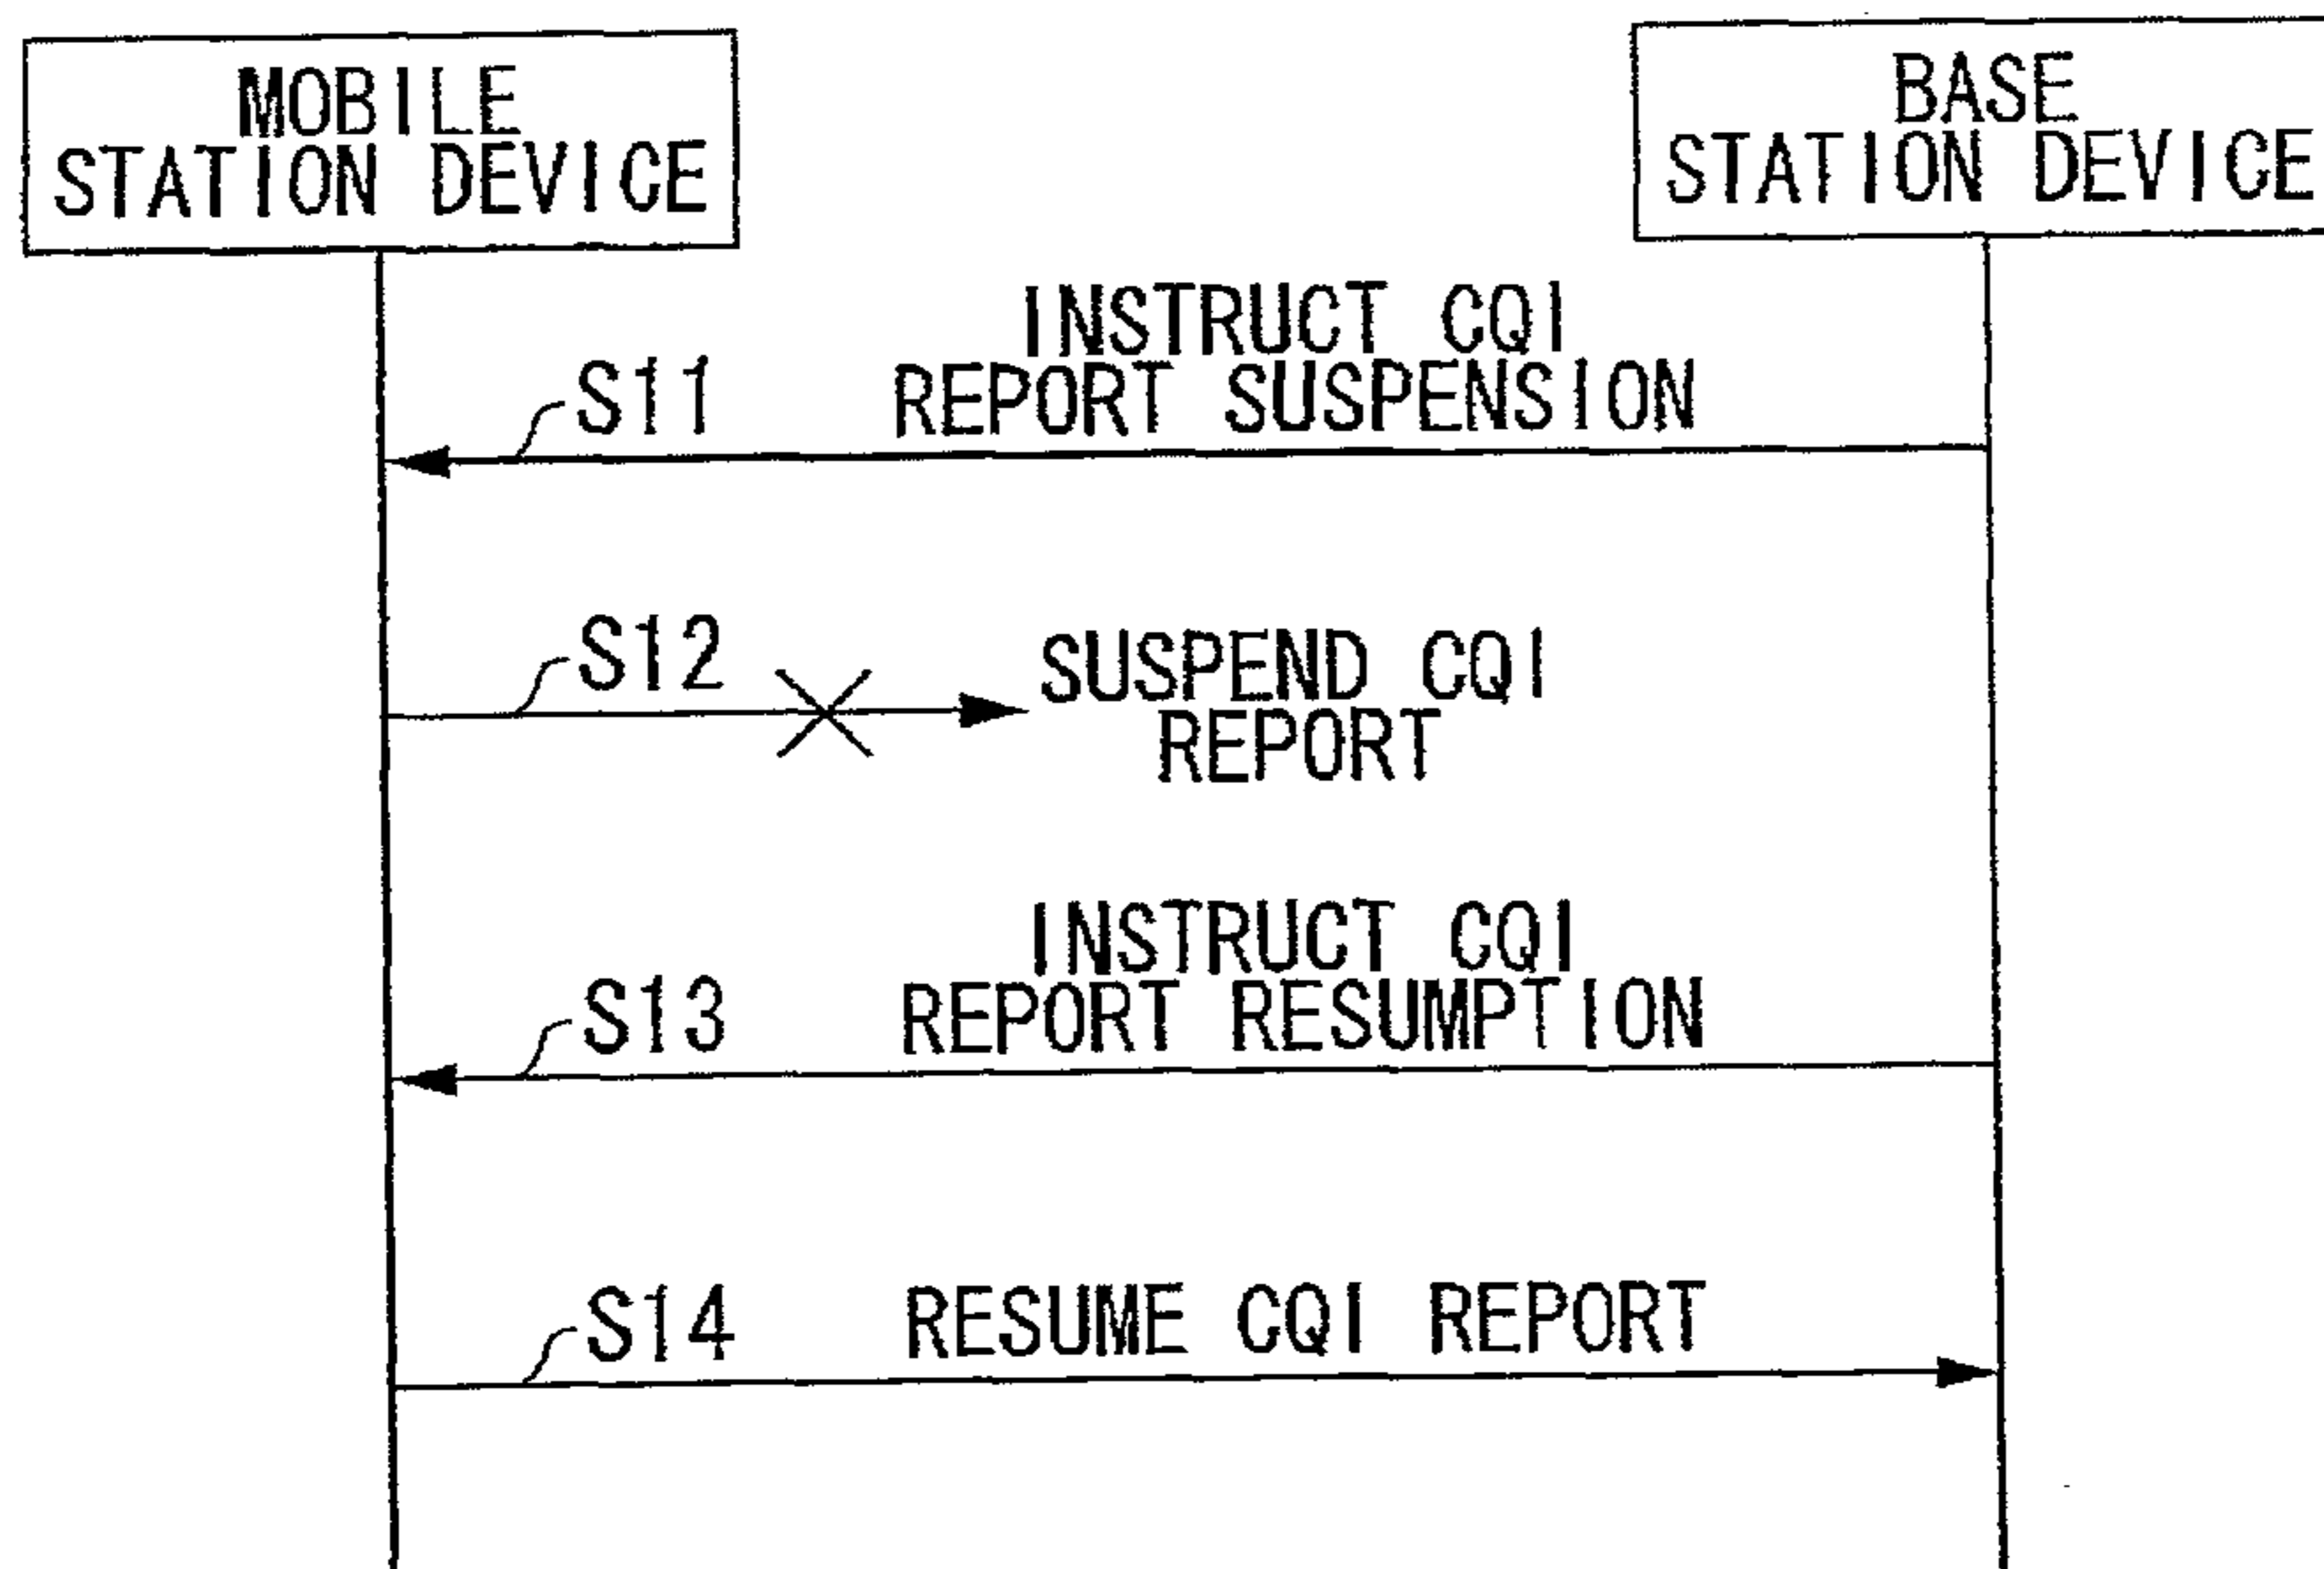 MOBILE
STATION DEVICE
BASE
STATION DEVICE
INSTRUCT CQI
S11 REPORT SUSPENSION
S12 SUSPEND CQI
REPORT
INSTRUCT CQI
S13 REPORT RESUMPTION
S14 RESUME CQI REPORT